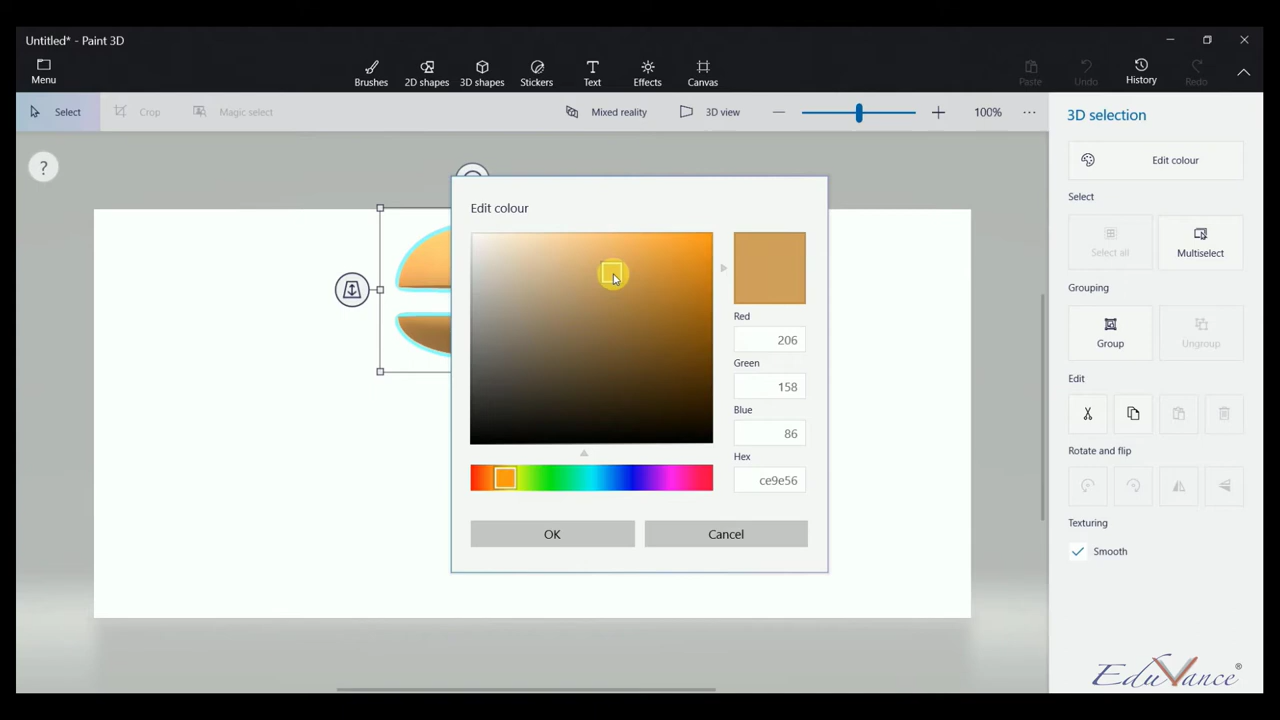 Untitled* - Paint 3D
Menu
Brushes
2D shapes
3D shapes
Stickers
Text
Effects
Canvas
Paste
Undo
History
Redo
Select
Crop
Magic select
Mixed reality
3D view
100%
?
3D selection
Edit colour
Select
Select all
Multiselect
Grouping
Group
Ungroup
Edit
Rotate and flip
Texturing
Smooth
Edit colour
Red
206
Green
158
Blue
86
Hex
ce9e56
OK
Cancel
EduVance®